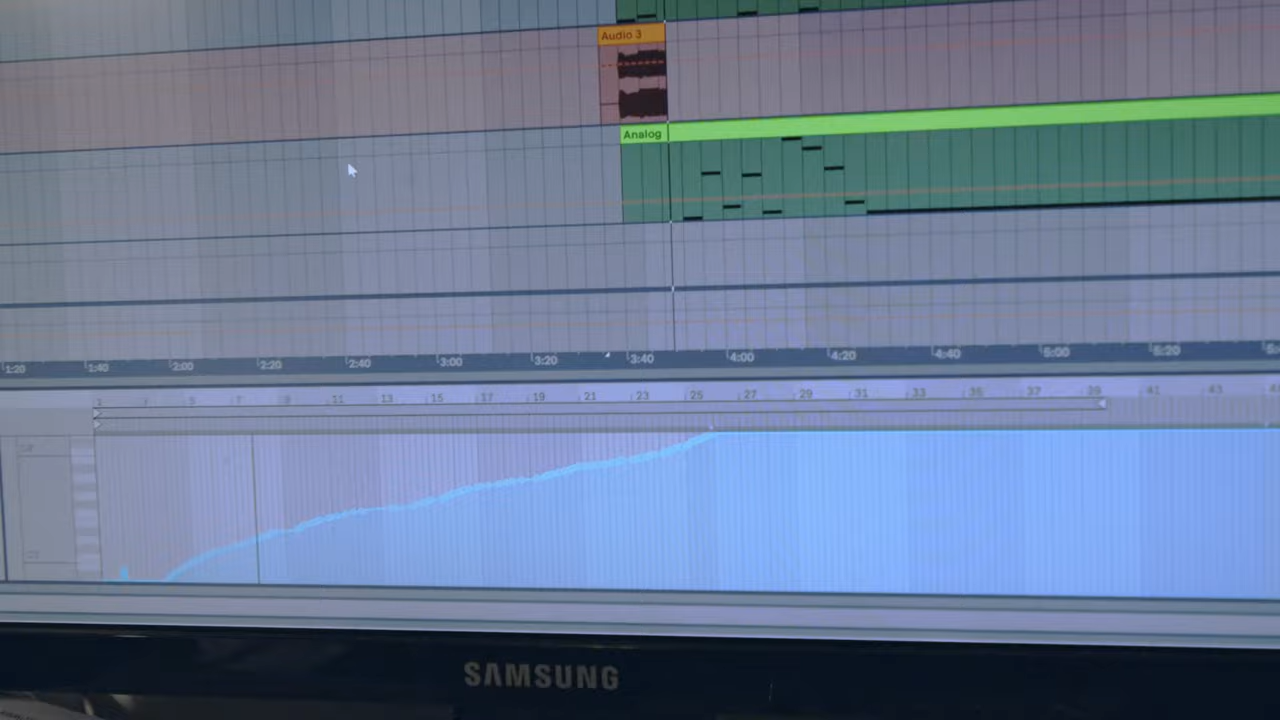 Audio 3
Analog
1:20 1:40 2:00 2:20 2:40 3:00 3:20 3:40 4:00 4:20 4:40 5:00 5:20
1 3 5 7 9 11 13 15 17 19 21 23 25 27 29 31 33 35 37 39 41 43
SAMSUNG